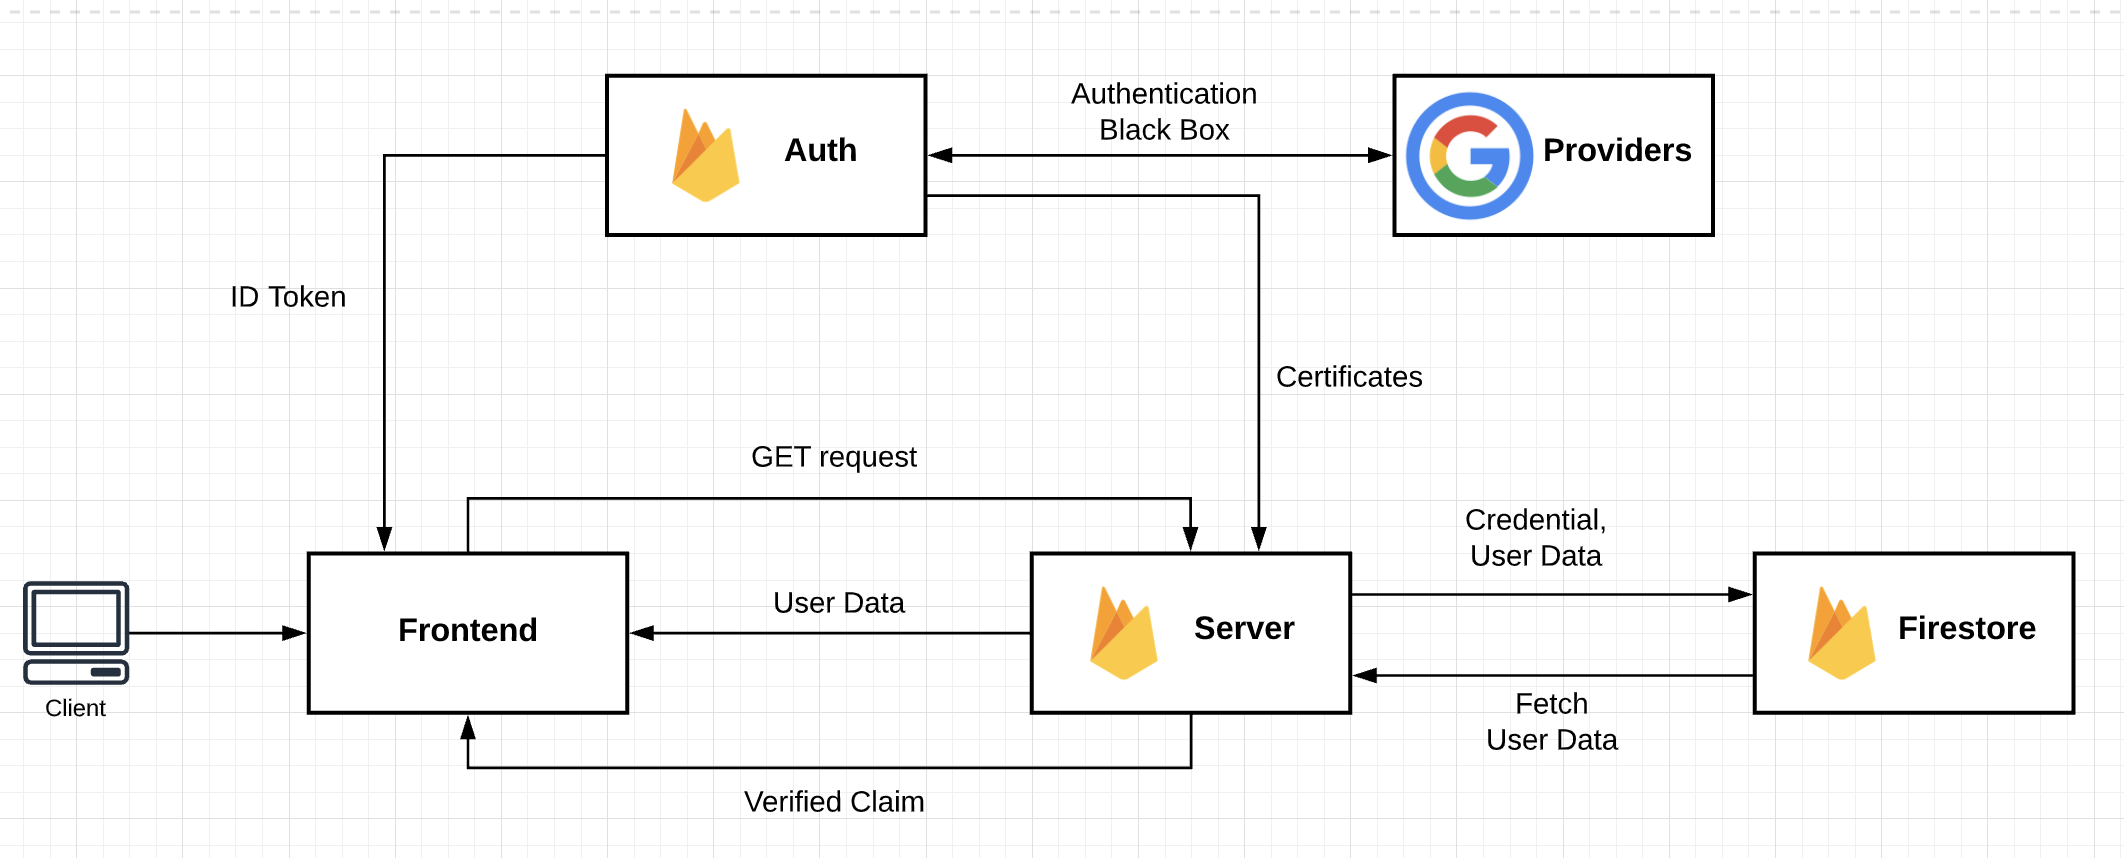 Authentication
Black Box
Auth
Providers
ID Token
Certificates
GET request
Credential,
User Data
User Data
Frontend
Server
Firestore
Client
Fetch
User Data
Verified Claim